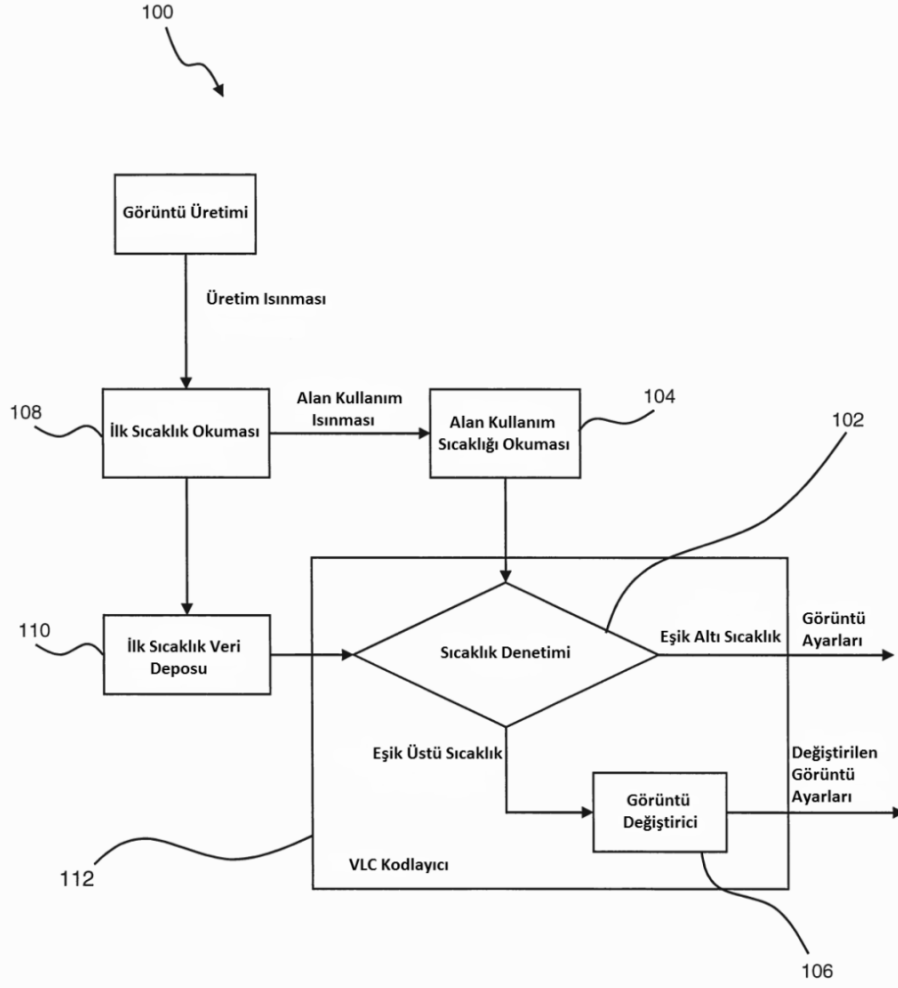 100
Görüntü Üretimi
Üretim Isınması
108
İlk Sıcaklık Okuması
Alan Kullanım
Isınması
Alan Kullanım
Sıcaklığı Okuması
104
102
110
İlk Sıcaklık Veri
Deposu
Sıcaklık Denetimi
Eşik Altı Sıcaklık
Görüntü
Ayarları
Eşik Üstü Sıcaklık
Görüntü
Değiştirici
Değiştirilen
Görüntü
Ayarları
112
VLC Kodlayıcı
106